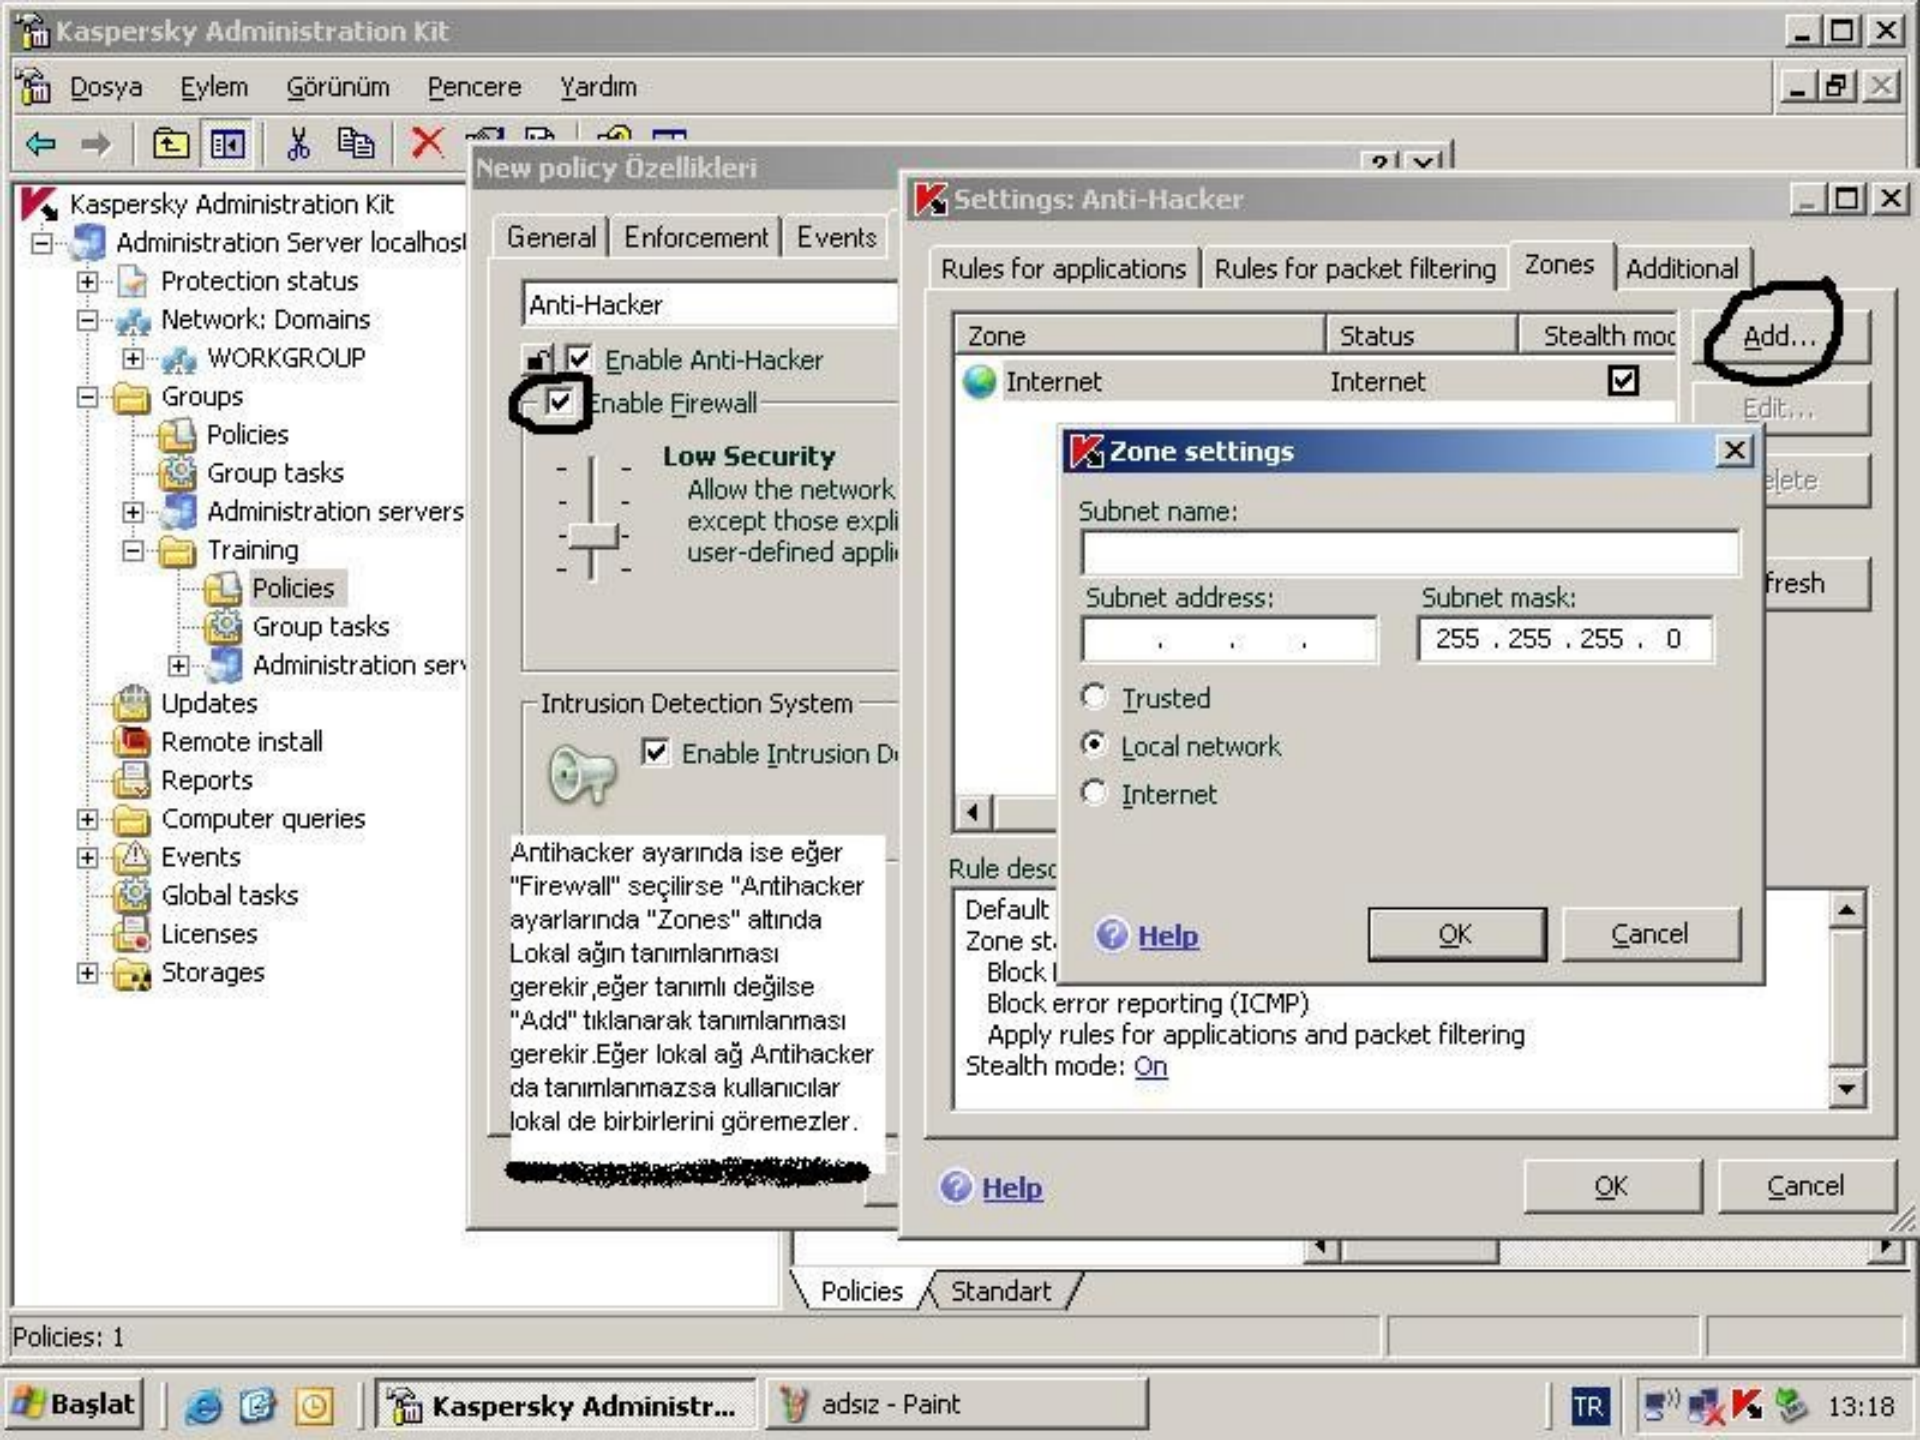 Kaspersky Administration Kit
Dosya Eylem Görünüm Pencere Yardım
Kaspersky Administration Kit
Administration Server localhost
Protection status
Network: Domains
WORKGROUP
Groups
Policies
Group tasks
Administration servers
Training
Policies
Group tasks
Administration serv
Updates
Remote install
Reports
Computer queries
Events
Global tasks
Licenses
Storages
New policy Özellikleri
General Enforcement Events
Anti-Hacker
Enable Anti-Hacker
Enable Firewall
Low Security
Allow the network
except those expli
user-defined appli
Intrusion Detection System
Enable Intrusion D
Antihacker ayarında ise eğer
"Firewall" seçilirse "Antihacker
ayarlarında "Zones" altında
Lokal ağın tanımlanması
gerekir,eğer tanımlı değilse
"Add" tıklanarak tanımlanması
gerekir.Eğer lokal ağ Antihacker
da tanımlanmazsa kullanıcılar
lokal de birbirlerini göremezler.
Settings: Anti-Hacker
Rules for applications Rules for packet filtering Zones Additional
Zone Status Stealth mod
Internet Internet
Add...
Edit...
elete
fresh
Zone settings
Subnet name:
Subnet address: Subnet mask:
. . . 255 . 255 . 255 . 0
Trusted
Local network
Internet
Help OK Cancel
Rule desc
Default
Zone sta
Block
Block error reporting (ICMP)
Apply rules for applications and packet filtering
Stealth mode: On
Help OK Cancel
Policies Standart
Policies: 1
Başlat Kaspersky Administr... adsız - Paint TR 13:18